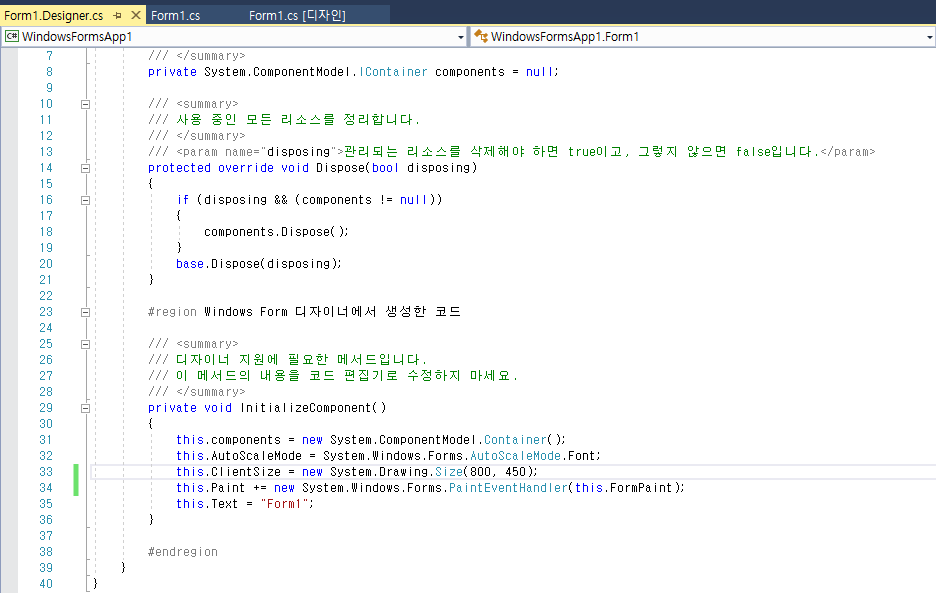 Form1.Designer.cs Form1.cs Form1.cs [디자인]
C# WindowsFormsApp1 WindowsFormsApp1.Form1
7 /// </summary>
8 private System.ComponentModel.IContainer components = null;
9
10 /// <summary>
11 /// 사용 중인 모든 리소스를 정리합니다.
12 /// </summary>
13 /// <param name="disposing">관리되는 리소스를 삭제해야 하면 true이고, 그렇지 않으면 false입니다.</param>
14 protected override void Dispose(bool disposing)
15 {
16 if (disposing && (components != null))
17 {
18 components.Dispose();
19 }
20 base.Dispose(disposing);
21 }
22
23 #region Windows Form 디자이너에서 생성한 코드
24
25 /// <summary>
26 /// 디자이너 지원에 필요한 메서드입니다.
27 /// 이 메서드의 내용을 코드 편집기로 수정하지 마세요.
28 /// </summary>
29 private void InitializeComponent()
30 {
31 this.components = new System.ComponentModel.Container();
32 this.AutoScaleMode = System.Windows.Forms.AutoScaleMode.Font;
33 this.ClientSize = new System.Drawing.Size(800, 450);
34 this.Paint += new System.Windows.Forms.PaintEventHandler(this.FormPaint);
35 this.Text = "Form1";
36 }
37
38 #endregion
39 }
40 }